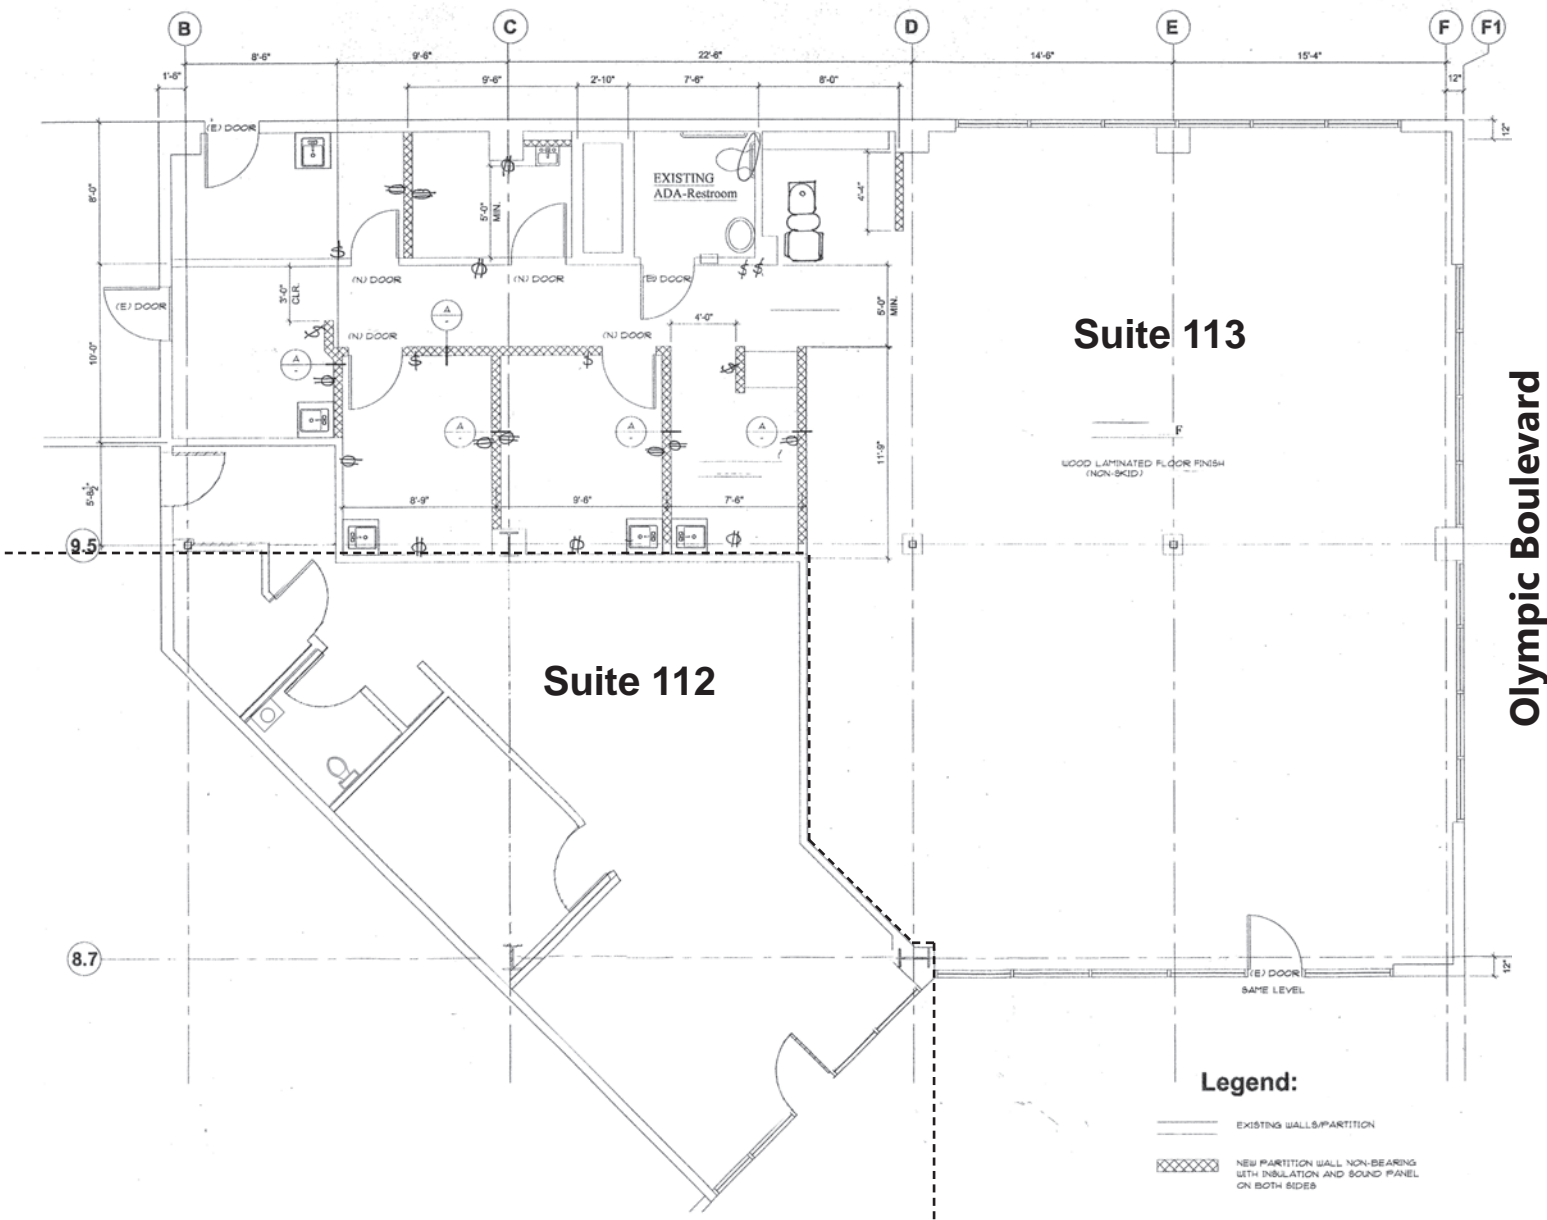 B
C
D
E
F
F1
8'-6"
9'-6"
22'-6"
14'-6"
15'-4"
1'-6"
9'-6"
2'-10"
7'-6"
8'-0"
12"
(E) DOOR
12"
EXISTING
ADA-Restroom
8'-0"
4'-4"
5'-0"
MIN.
(N) DOOR
(N) DOOR
(E) DOOR
3'-0"
CLR.
(E) DOOR
A
5'-0"
MIN.
4'-0"
(N) DOOR
(N) DOOR
Suite 113
10'-0"
A
Olympic Boulevard
A
A
A
F
11'-9"
WOOD LAMINATED FLOOR FINISH
(NON-SKID)
5'-8½"
8'-9"
9'-6"
7'-6"
9.5
Suite 112
8.7
(E) DOOR
SAME LEVEL
12"
Legend:
EXISTING WALLS/PARTITION
NEW PARTITION WALL NON-BEARING
WITH INSULATION AND SOUND PANEL
ON BOTH SIDES